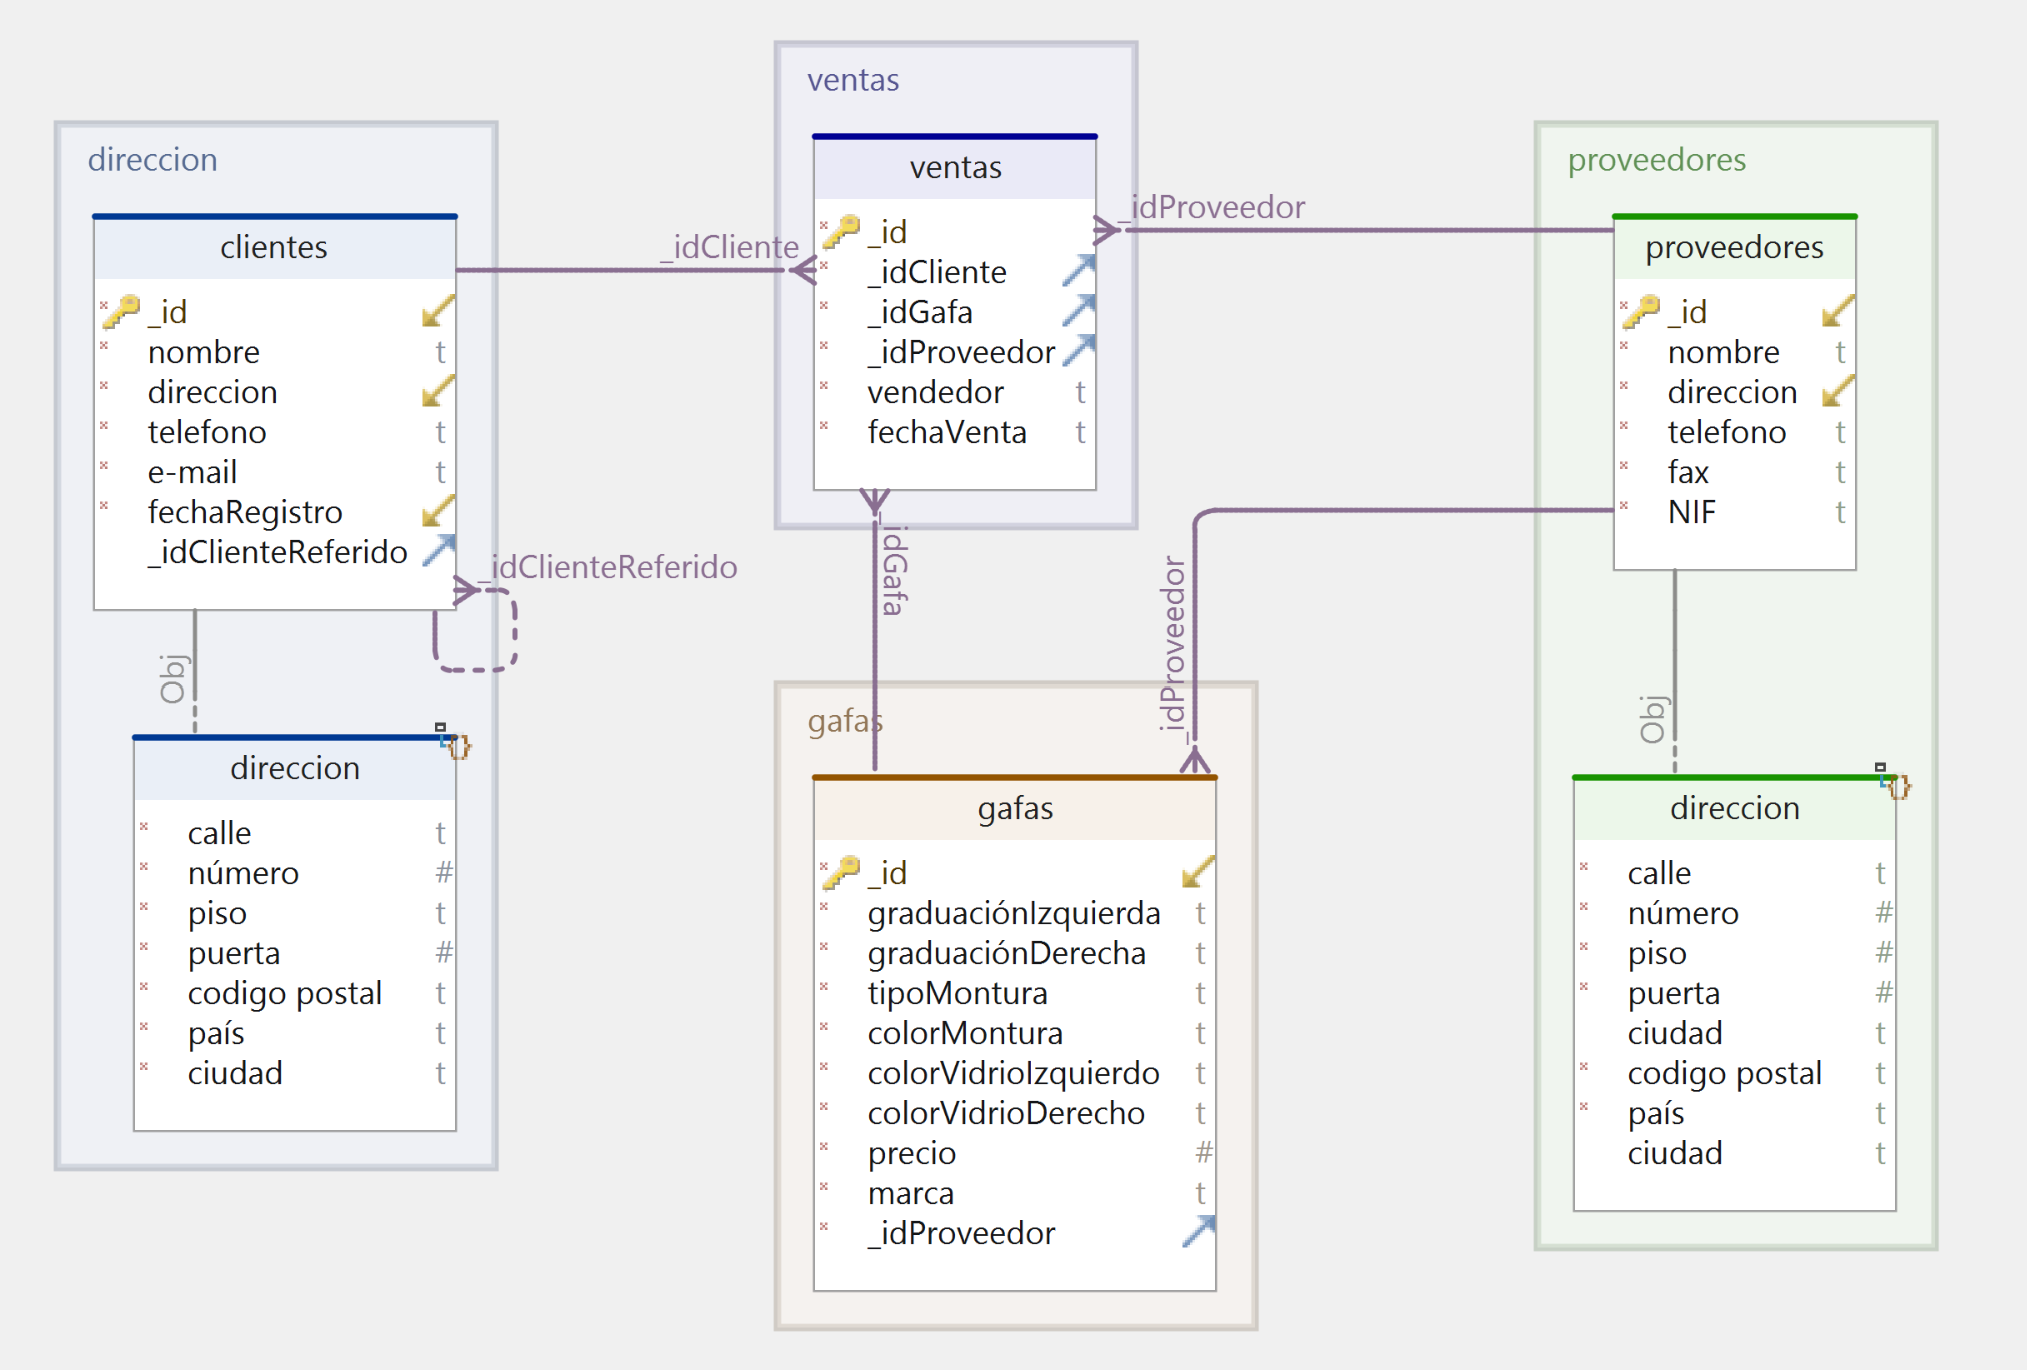 direccion
clientes
_id
nombre t
direccion
telefono t
e-mail t
fechaRegistro
_idClienteReferido
_idClienteReferido
Obj
direccion
calle t
número #
piso t
puerta #
codigo postal t
país t
ciudad t
_idCliente
ventas
ventas
_id
_idCliente
_idGafa
_idProveedor
vendedor t
fechaVenta t
_idProveedor
_idGafa
_idProveedor
gafas
gafas
_id
graduaciónIzquierda t
graduaciónDerecha t
tipoMontura t
colorMontura t
colorVidrioIzquierdo t
colorVidrioDerecho t
precio #
marca t
_idProveedor
proveedores
proveedores
_id
nombre t
direccion
telefono t
fax t
NIF t
Obj
direccion
calle t
número #
piso #
puerta #
ciudad t
codigo postal t
país t
ciudad t